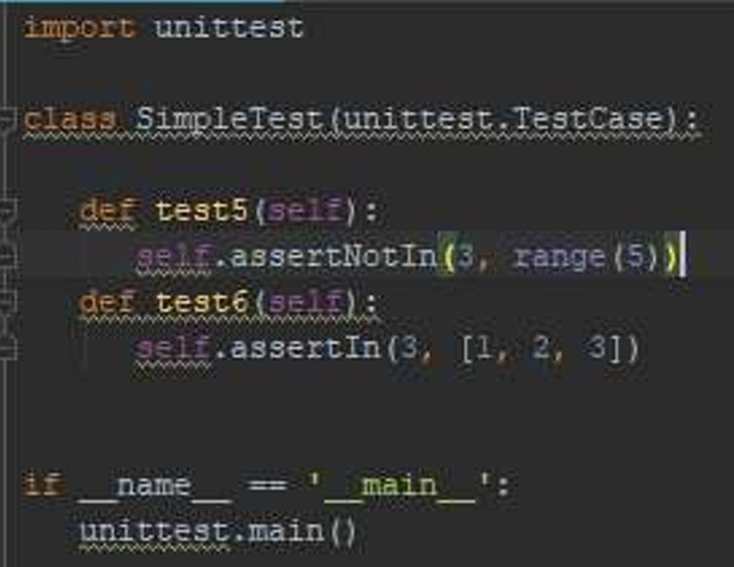 import unittest
class SimpleTest(unittest.TestCase):
def test5(self):
self.assertNotIn(3, range(5))
def test6(self):
self.assertIn(3, [1, 2, 3])
if __name__ == '__main__':
unittest.main()